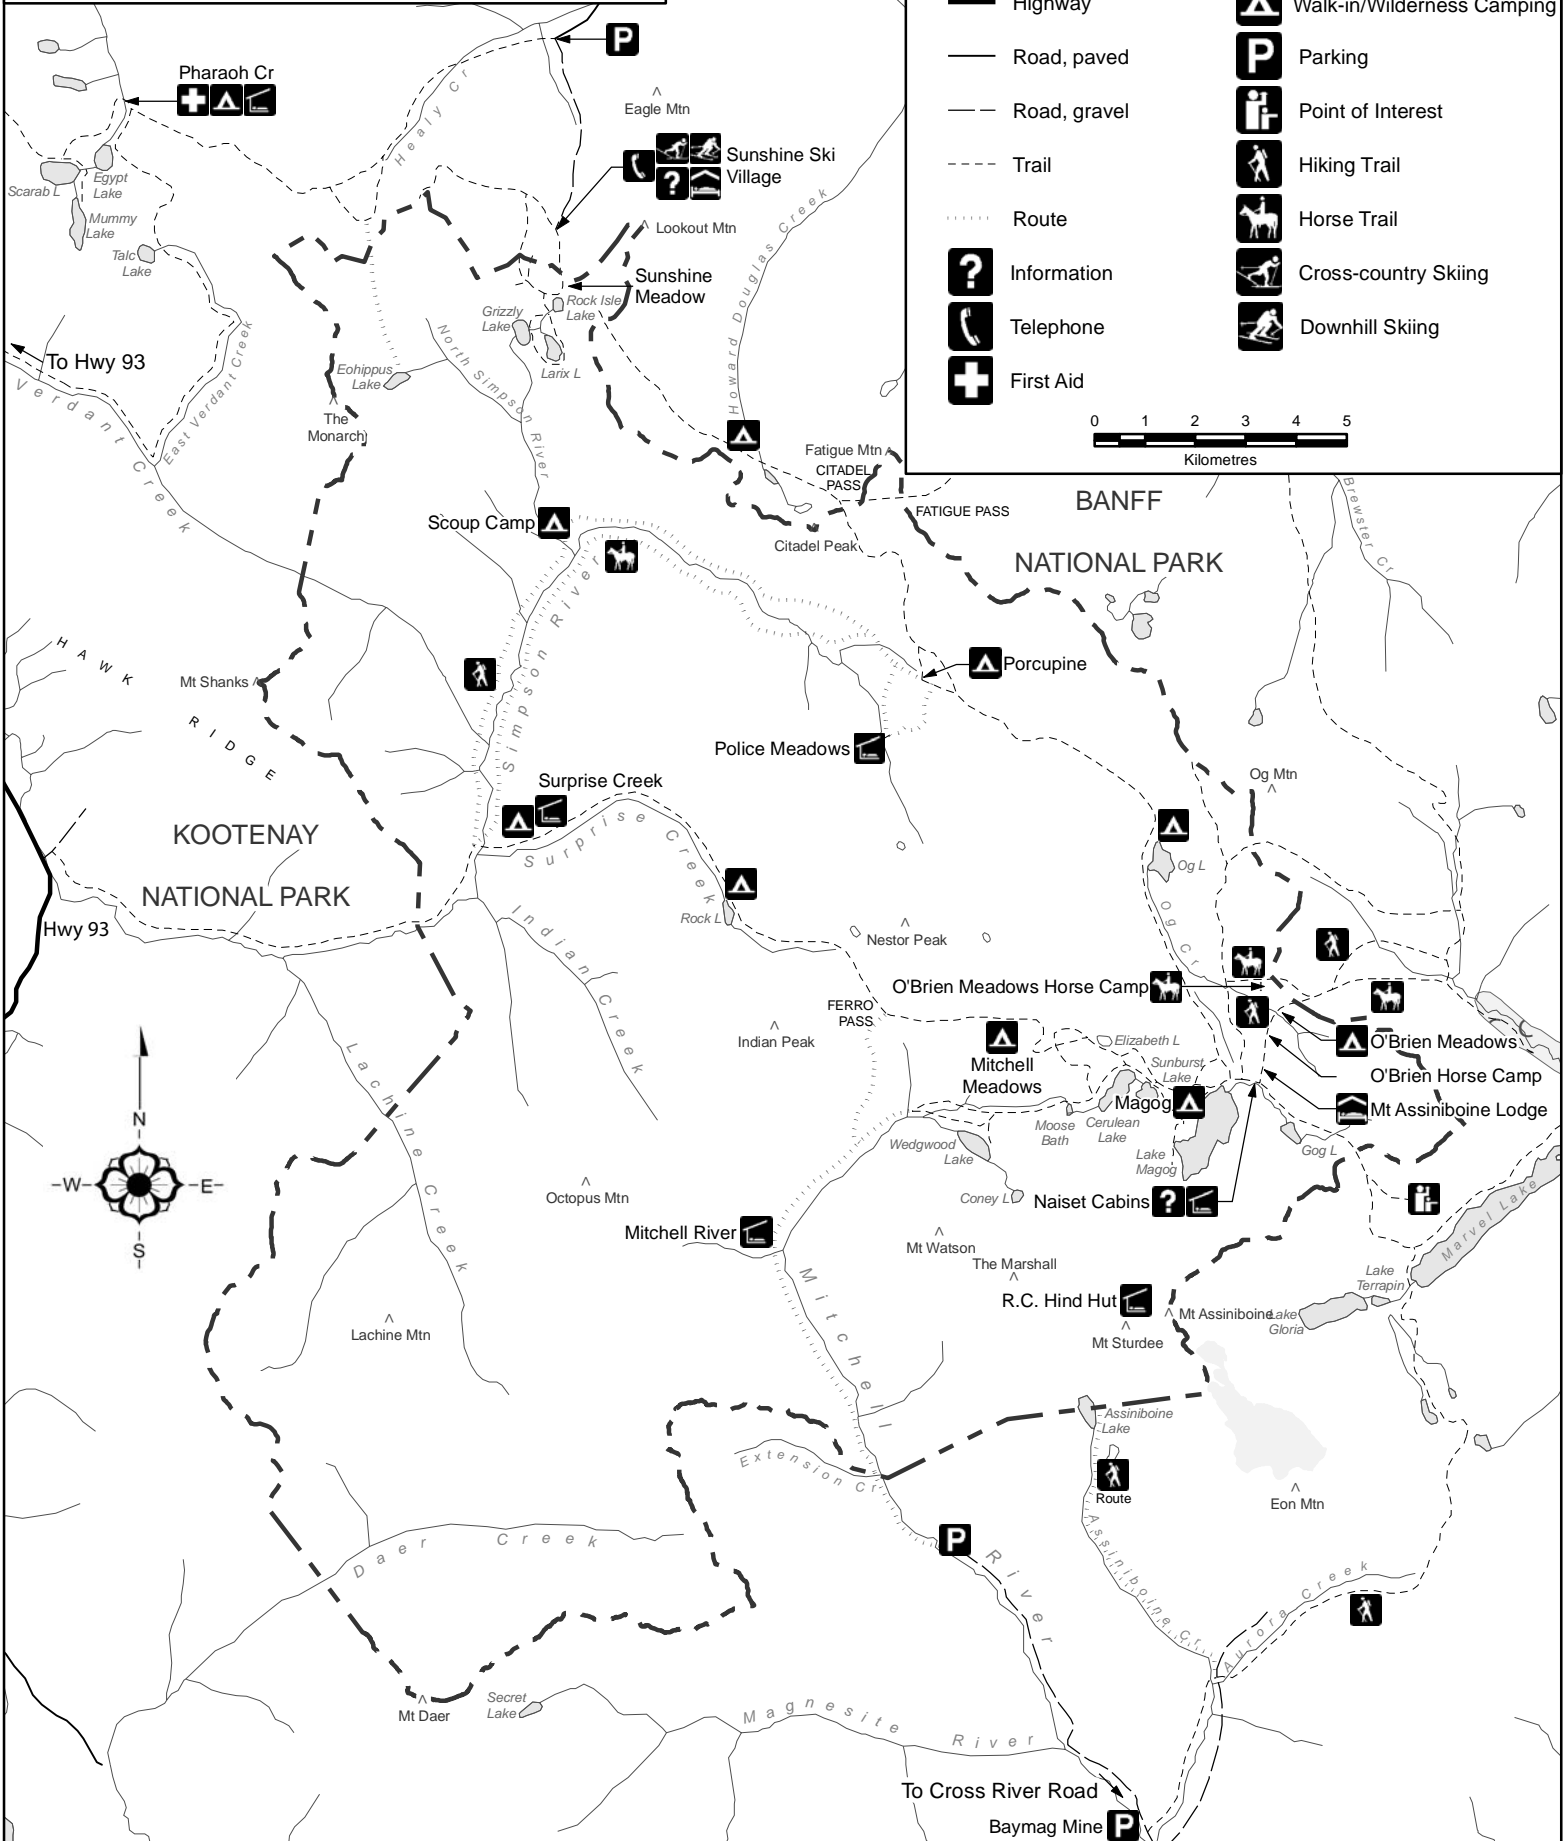 Highway
Walk-in/Wilderness Camping
P
Road, paved
P
Parking
Pharaoh Cr
Eagle Mtn
Road, gravel
Point of Interest
Healy Cr
Sunshine Ski
Village
?
Trail
Hiking Trail
Scarab L
Egypt
Lake
Mummy
Lake
Route
Horse Trail
Talc
Lake
Lookout Mtn
Howard Douglas Creek
Sunshine
Meadow
?
Information
Cross-country Skiing
Grizzly
Lake
Rock Isle
Lake
Telephone
Downhill Skiing
To Hwy 93
Eohippus
Lake
Larix L
First Aid
North Simpson River
Verdant Creek
East Verdant Creek
The
Monarch
0 1 2 3 4 5
Kilometres
Fatigue Mtn
CITADEL
PASS
BANFF
NATIONAL PARK
FATIGUE PASS
Brewster Cr
Scoup Camp
Citadel Peak
Simpson River
HAWK
RIDGE
Mt Shanks
Porcupine
Police Meadows
Og Mtn
Surprise Creek
Surprise Creek
KOOTENAY
NATIONAL PARK
Og L
Og Cr
Rock L
Hwy 93
Indian Creek
Nestor Peak
O'Brien Meadows Horse Camp
FERRO
PASS
Indian Peak
Mitchell
Meadows
Elizabeth L
Sunburst
Lake
O'Brien Meadows
O'Brien Horse Camp
Lachine Creek
Magog
Mt Assiniboine Lodge
Moose
Bath
Cerulean
Lake
N
W
E
S
Wedgwood
Lake
Lake
Magog
Gog L
Octopus Mtn
Coney L
Naiset Cabins
?
Marvel Lake
Mitchell River
Mt Watson
The Marshall
Lake
Terrapin
R.C. Hind Hut
Mt Assiniboine
Lake
Gloria
Mt Sturdee
Lachine Mtn
Mitchell
River
Assiniboine
Lake
Extension Cr
Route
Eon Mtn
P
Daer Creek
Assiniboine Cr
Aurora Creek
Mt Daer
Secret
Lake
Magnesite River
To Cross River Road
Baymag Mine
P